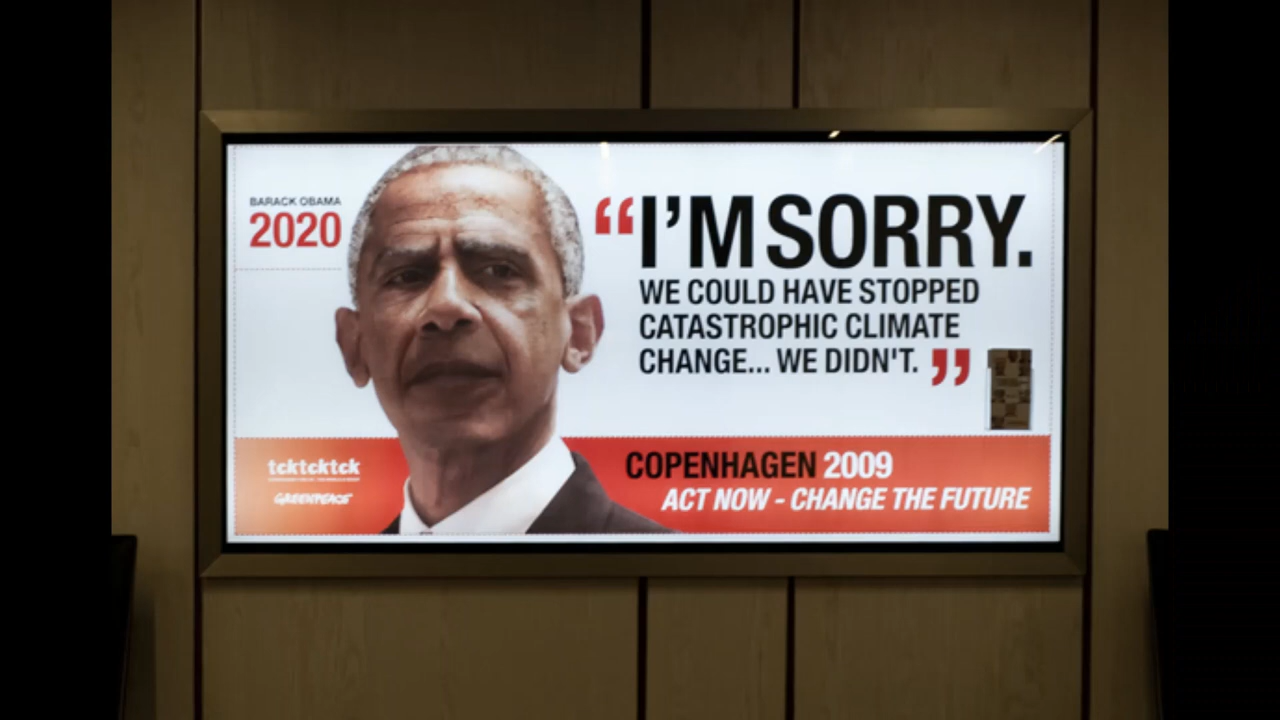 BARACK OBAMA
2020
“I'M SORRY.
WE COULD HAVE STOPPED
CATASTROPHIC CLIMATE
CHANGE... WE DIDN'T.”
tcktcktck
GREENPEACE
COPENHAGEN 2009
ACT NOW - CHANGE THE FUTURE